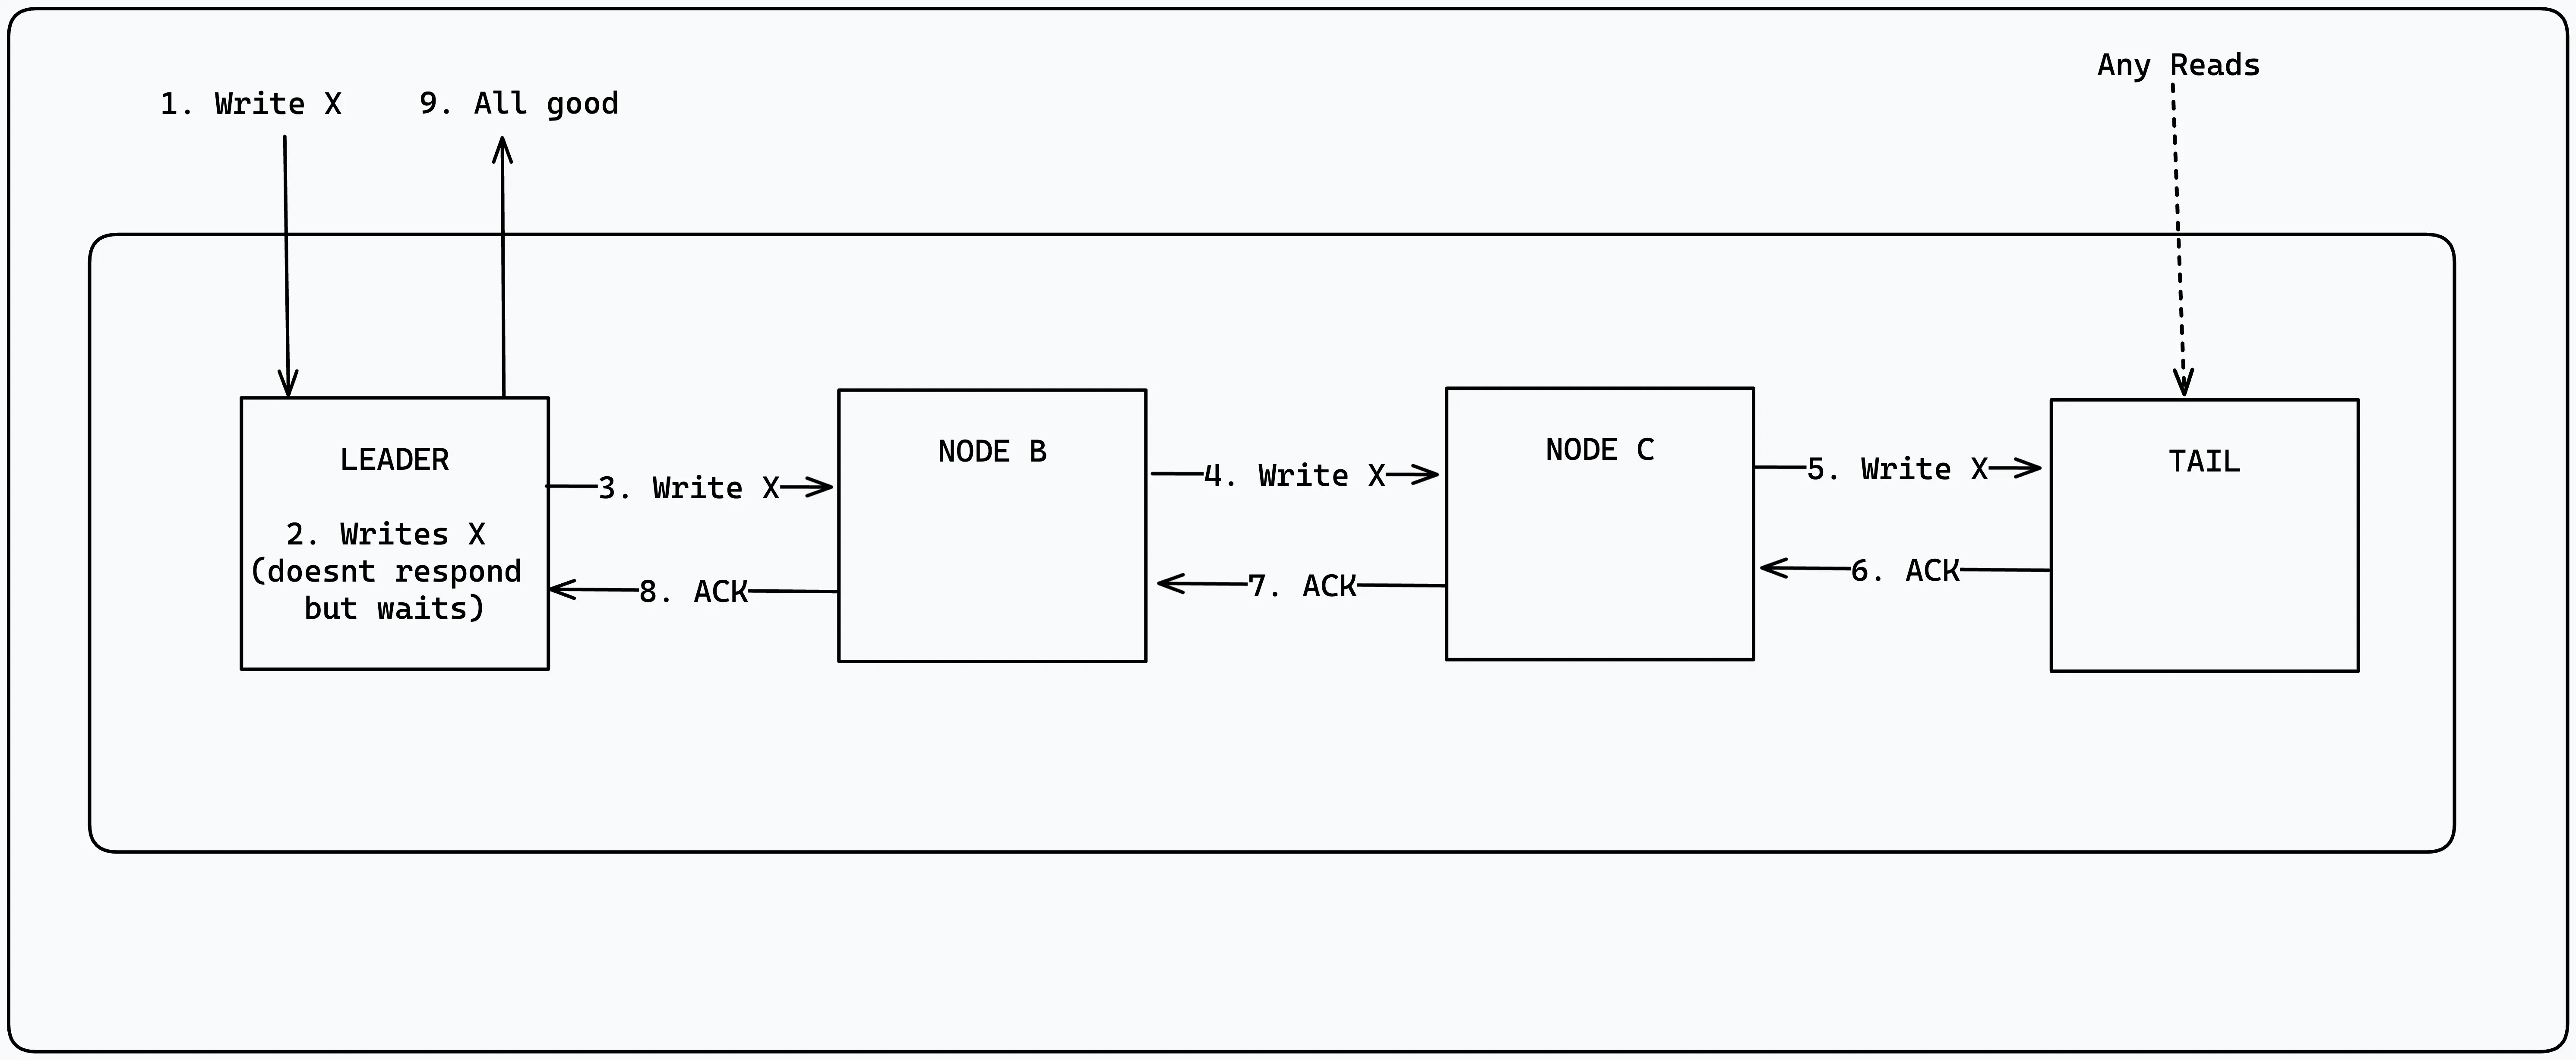 Any Reads
1. Write X
9. All good
LEADER
2. Writes X
(doesnt respond
but waits)
3. Write X
8. ACK
NODE B
4. Write X
7. ACK
NODE C
5. Write X
6. ACK
TAIL